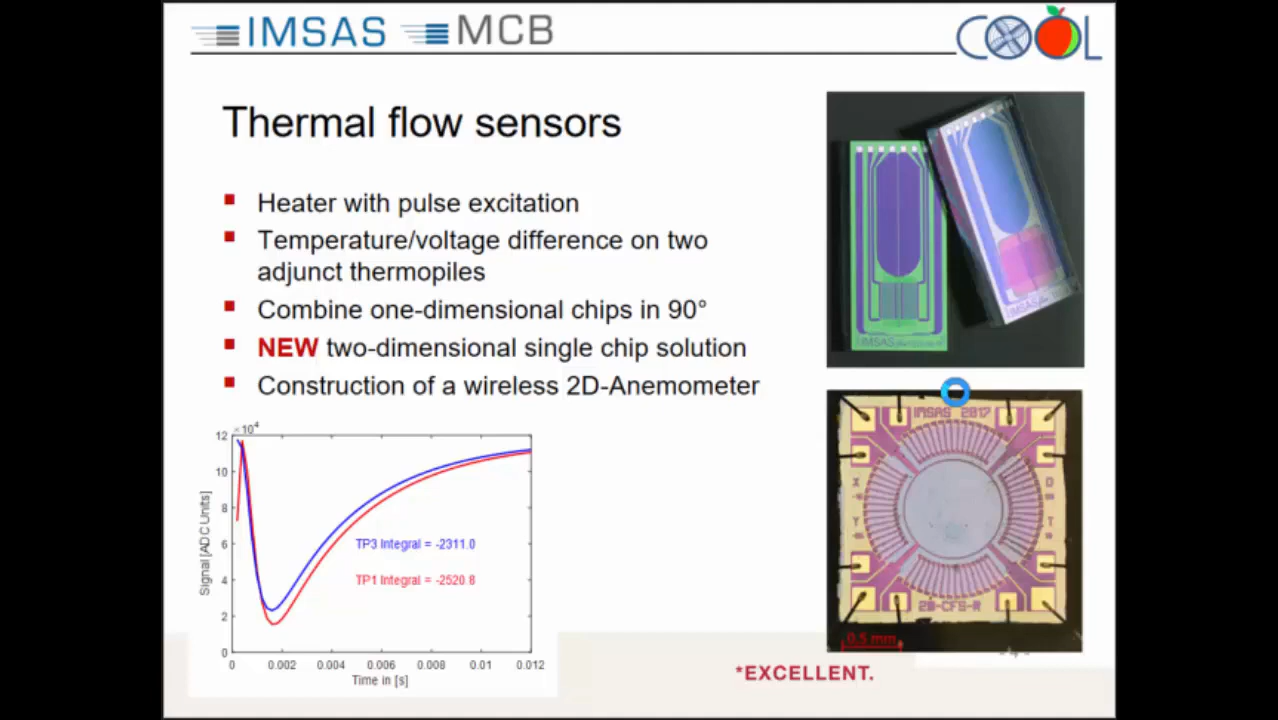 IMSAS MCB
COOL
Thermal flow sensors
Heater with pulse excitation
Temperature/voltage difference on two
adjunct thermopiles
Combine one-dimensional chips in 90°
NEW two-dimensional single chip solution
Construction of a wireless 2D-Anemometer
IMSAS
IMSAS
×10⁴
12
10
8
6
4
2
0
Signal [ADC Units]
TP3 Integral = -2311.0
TP1 Integral = -2520.8
0 0.002 0.004 0.006 0.008 0.01 0.012
Time in [s]
IMSAS 2017
X D
Y T
2D-CFS-R
0.5 mm
- 4 -
*EXCELLENT.